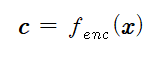 c = f_enc(x)